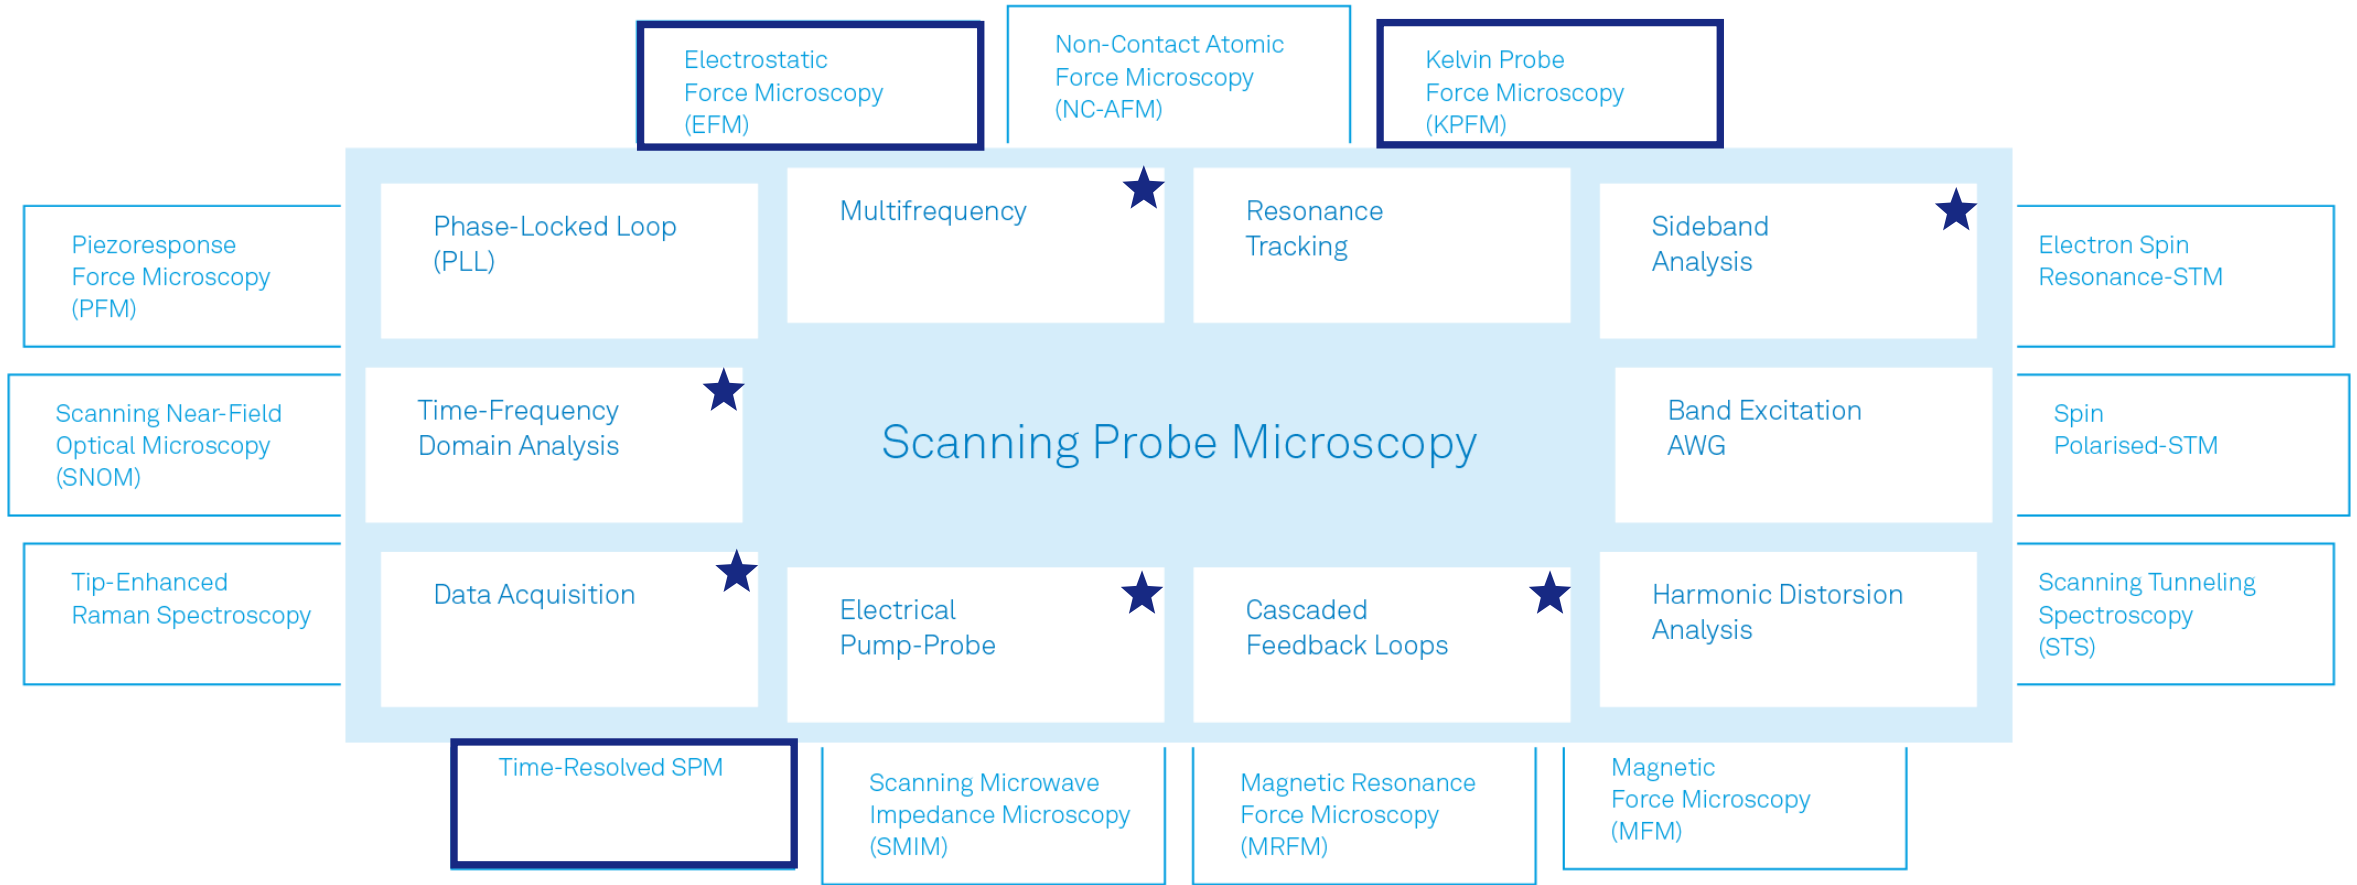 Electrostatic
Force Microscopy
(EFM)
Non-Contact Atomic
Force Microscopy
(NC-AFM)
Kelvin Probe
Force Microscopy
(KPFM)
Piezoresponse
Force Microscopy
(PFM)
Phase-Locked Loop
(PLL)
Multifrequency
Resonance
Tracking
Sideband
Analysis
Electron Spin
Resonance-STM
Scanning Near-Field
Optical Microscopy
(SNOM)
Time-Frequency
Domain Analysis
Scanning Probe Microscopy
Band Excitation
AWG
Spin
Polarised-STM
Tip-Enhanced
Raman Spectroscopy
Data Acquisition
Electrical
Pump-Probe
Cascaded
Feedback Loops
Harmonic Distorsion
Analysis
Scanning Tunneling
Spectroscopy
(STS)
Time-Resolved SPM
Scanning Microwave
Impedance Microscopy
(SMIM)
Magnetic Resonance
Force Microscopy
(MRFM)
Magnetic
Force Microscopy
(MFM)